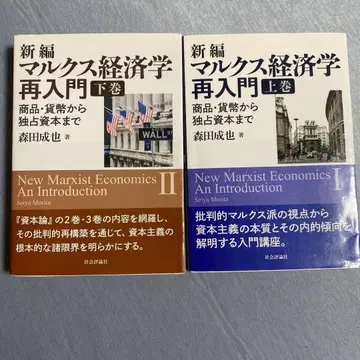 新編
マルクス経済学
再入門 下巻
商品・貨幣から
独占資本まで
森田成也 著
WALL
New Marxist Economics
An Introduction II
Seiya Morita
『資本論』の2巻・3巻の内容を網羅し、
その批判的再構築を通じて、資本主義の
根本的な諸限界を明らかにする。
社会評論社
新編
マルクス経済学
再入門 上巻
商品・貨幣から
独占資本まで
森田成也 著
New Marxist Economics
An Introduction I
Seiya Morita
批判的マルクス派の視点から
資本主義の本質とその内的傾向を
解明する入門講座。
社会評論社